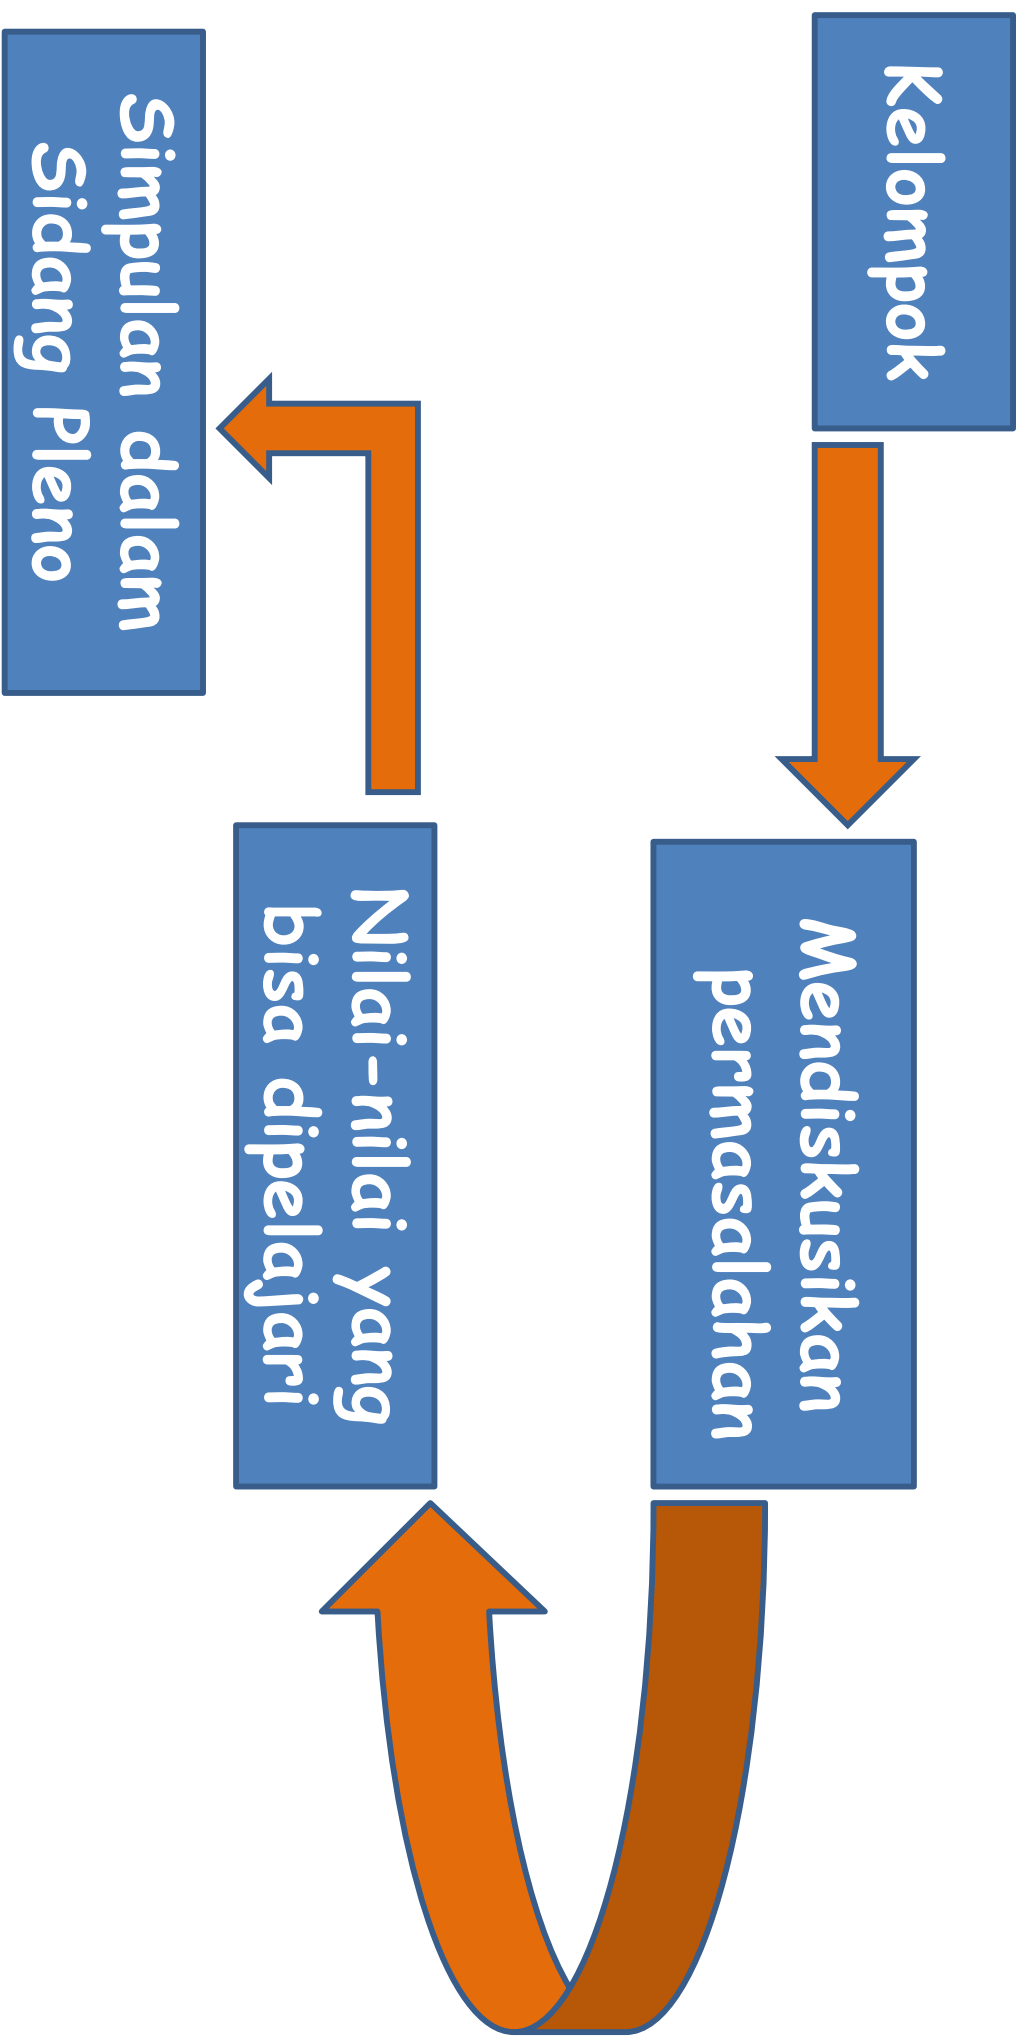 Kelompok
Mendiskusikan
permasalahan
Nilai-nilai yang
bisa dipelajari
Simpulan dalam
Sidang Pleno